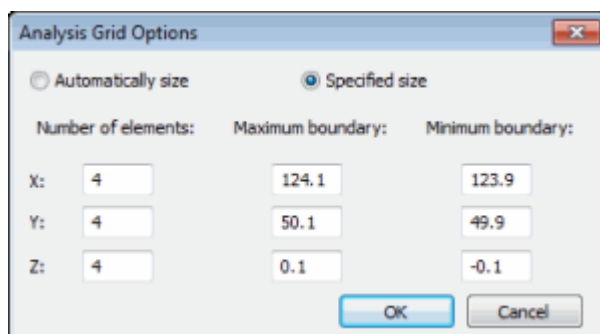 Analysis Grid Options
Automatically size Specified size
Number of elements: Maximum boundary: Minimum boundary:
X: 4 124.1 123.9
Y: 4 50.1 49.9
Z: 4 0.1 -0.1
OK Cancel